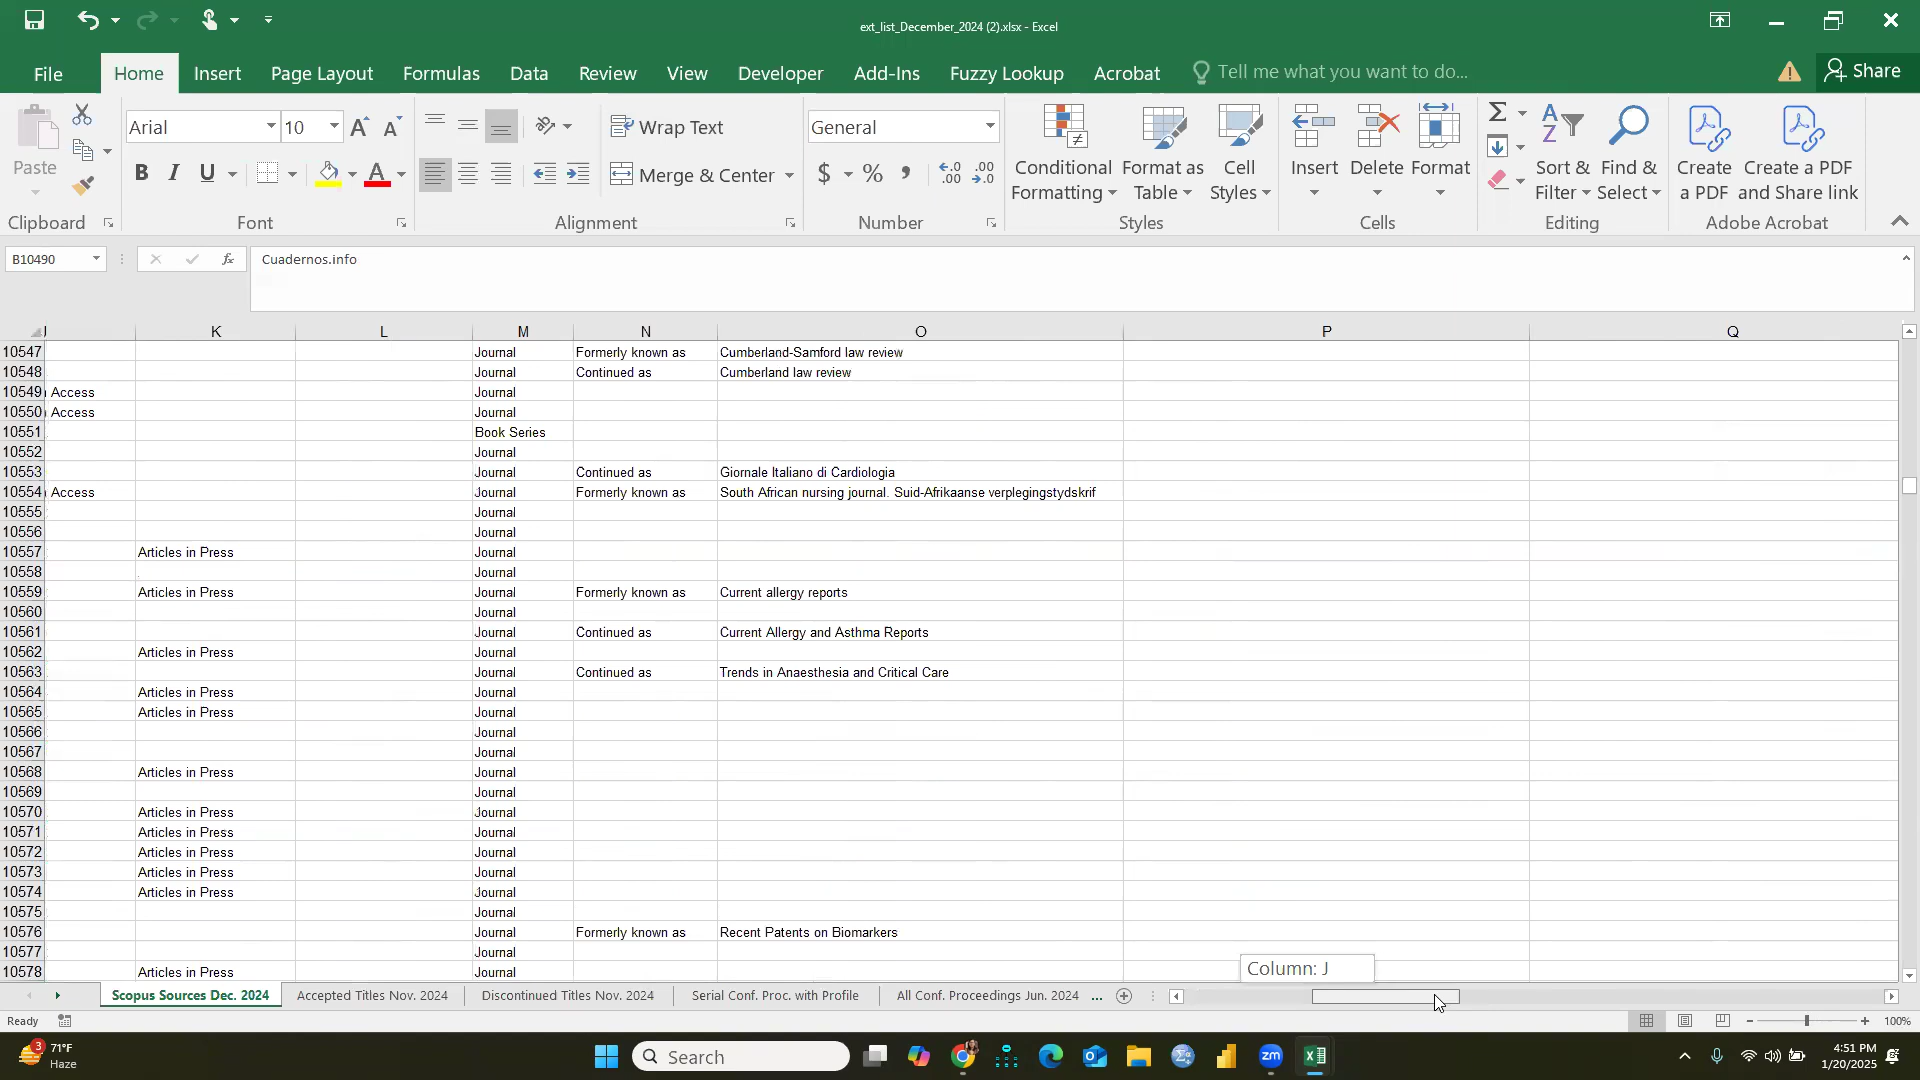 ext_list_December_2024 (2).xlsx - Excel
File Home Insert Page Layout Formulas Data Review View Developer Add-Ins Fuzzy Lookup Acrobat Tell me what you want to do... Share
Paste
Clipboard
Arial 10
B I U
Font
Wrap Text
Merge & Center
Alignment
General
$ % ,
Number
Conditional Formatting
Format as Table
Cell Styles
Styles
Insert Delete Format
Cells
Sort & Filter
Find & Select
Editing
Create a PDF
Create a PDF and Share link
Adobe Acrobat
B10490 fx Cuadernos.info
J K L M N O P Q
10547 Journal Formerly known as Cumberland-Samford law review
10548 Journal Continued as Cumberland law review
10549 Access Journal
10550 Access Journal
10551 Book Series
10552 Journal
10553 Journal Continued as Giornale Italiano di Cardiologia
10554 Access Journal Formerly known as South African nursing journal. Suid-Afrikaanse verplegingstydskrif
10555 Journal
10556 Journal
10557 Articles in Press Journal
10558 Journal
10559 Articles in Press Journal Formerly known as Current allergy reports
10560 Journal
10561 Journal Continued as Current Allergy and Asthma Reports
10562 Articles in Press Journal
10563 Journal Continued as Trends in Anaesthesia and Critical Care
10564 Articles in Press Journal
10565 Articles in Press Journal
10566 Journal
10567 Journal
10568 Articles in Press Journal
10569 Journal
10570 Articles in Press Journal
10571 Articles in Press Journal
10572 Articles in Press Journal
10573 Articles in Press Journal
10574 Articles in Press Journal
10575 Journal
10576 Journal Formerly known as Recent Patents on Biomarkers
10577 Journal
10578 Articles in Press Journal
Column: J
Scopus Sources Dec. 2024 Accepted Titles Nov. 2024 Discontinued Titles Nov. 2024 Serial Conf. Proc. with Profile All Conf. Proceedings Jun. 2024 ...
Ready 100%
3 71°F
Haze
Search
zm
4:51 PM
1/20/2025